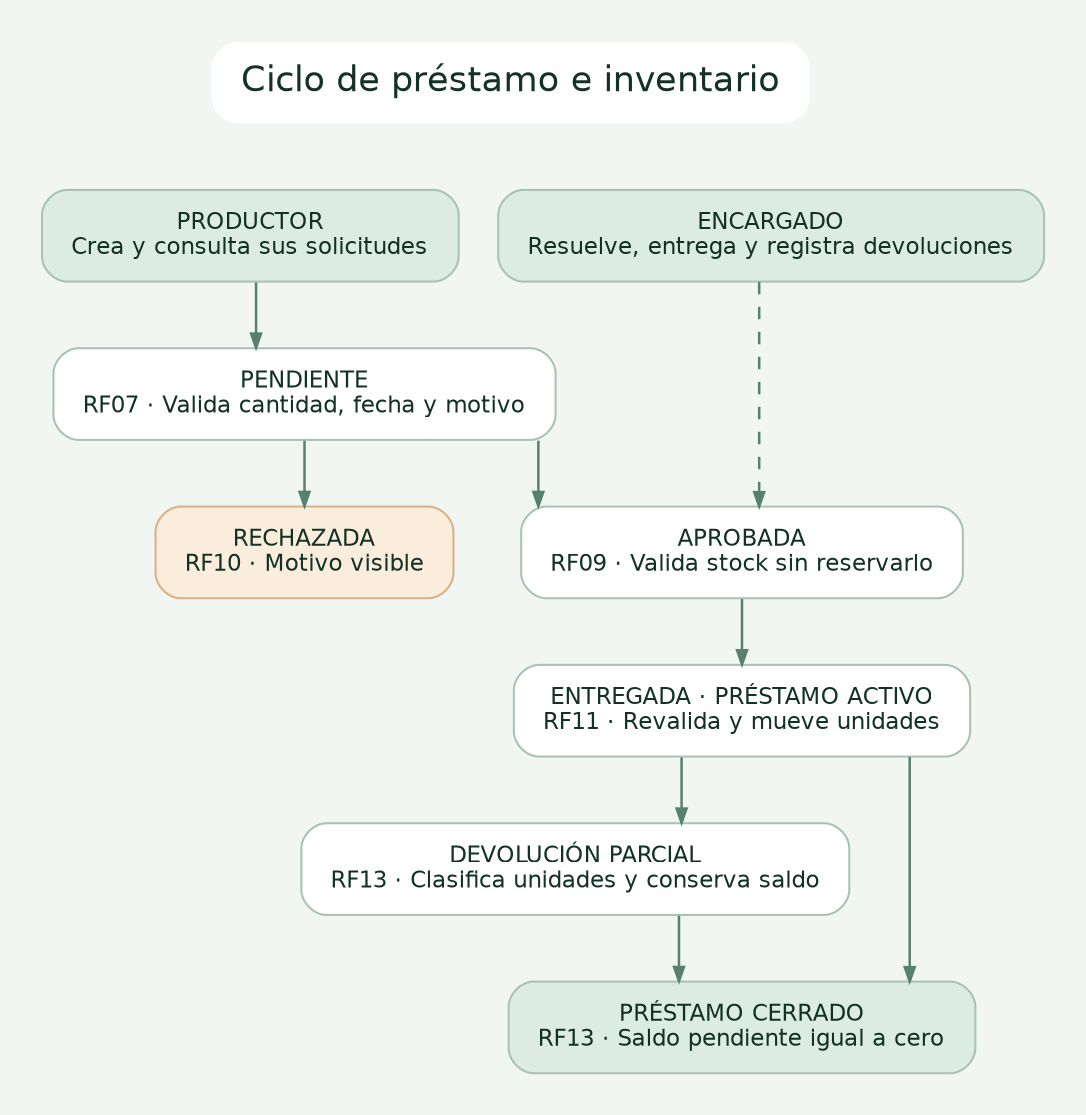 Ciclo de préstamo e inventario
PRODUCTOR
Crea y consulta sus solicitudes
ENCARGADO
Resuelve, entrega y registra devoluciones
PENDIENTE
RF07 · Valida cantidad, fecha y motivo
RECHAZADA
RF10 · Motivo visible
APROBADA
RF09 · Valida stock sin reservarlo
ENTREGADA · PRÉSTAMO ACTIVO
RF11 · Revalida y mueve unidades
DEVOLUCIÓN PARCIAL
RF13 · Clasifica unidades y conserva saldo
PRÉSTAMO CERRADO
RF13 · Saldo pendiente igual a cero